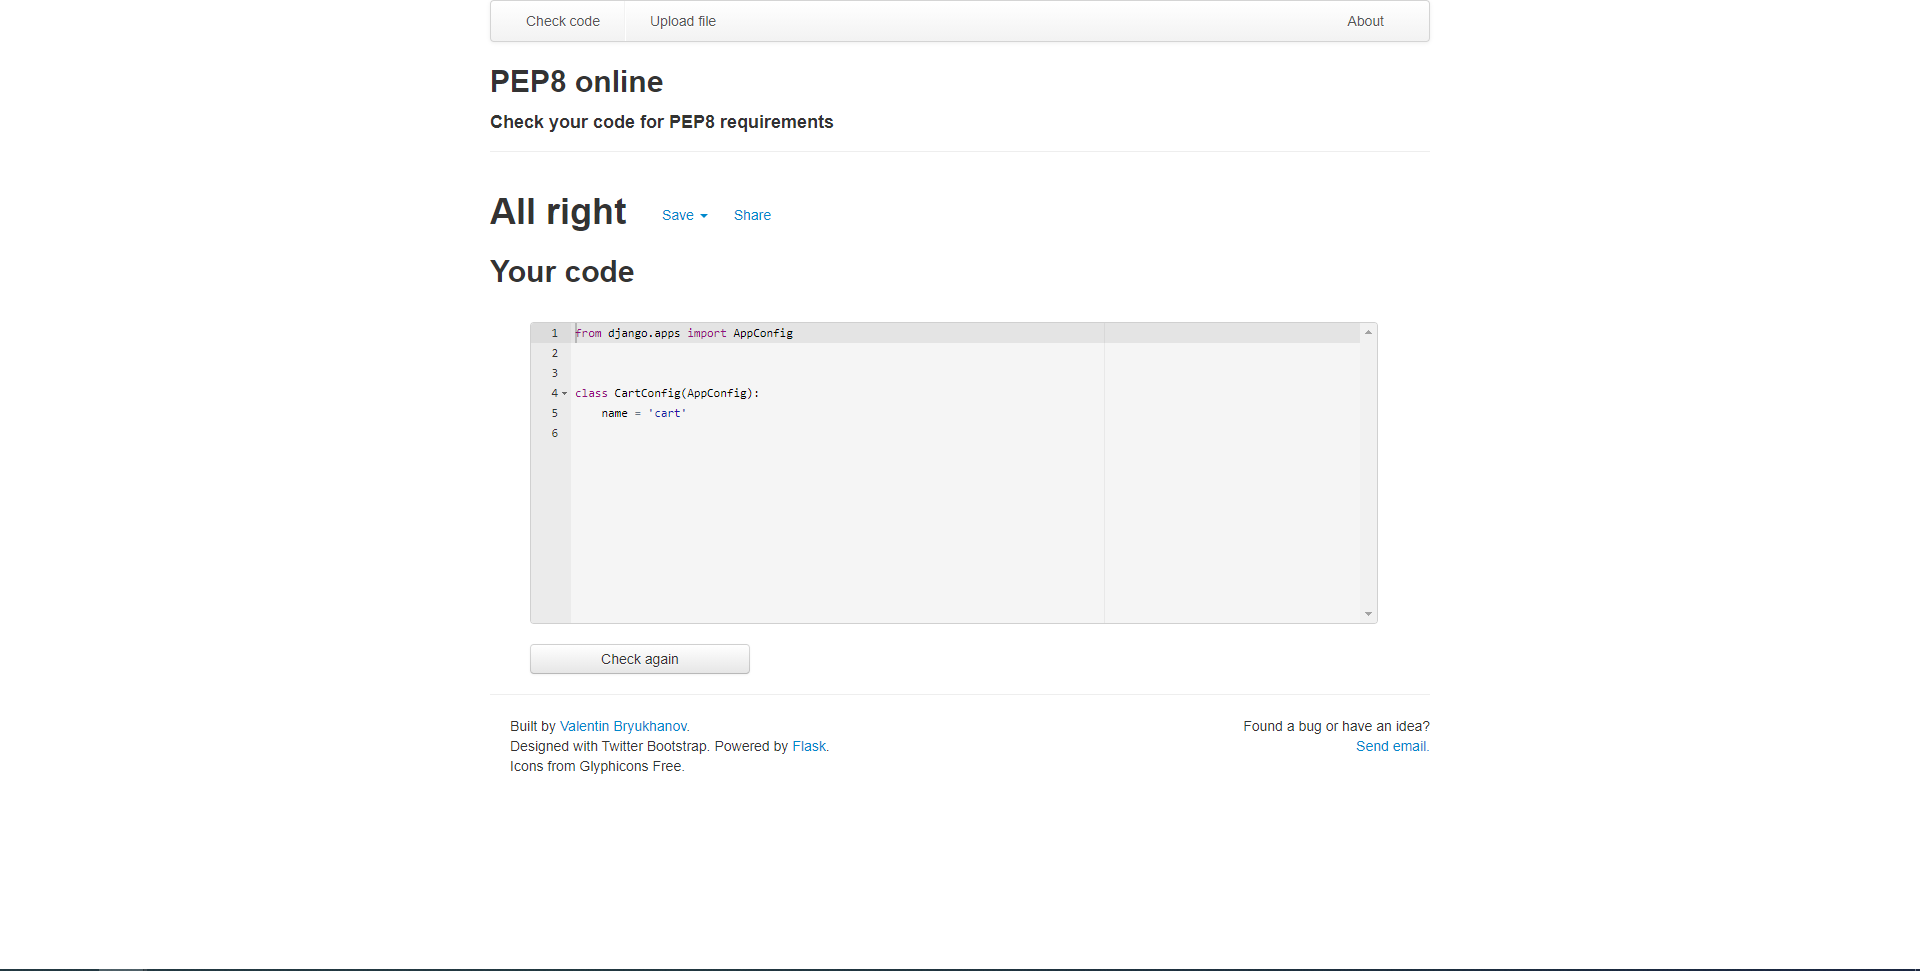 Check code Upload file About
PEP8 online
Check your code for PEP8 requirements
All right Save Share
Your code
1 from django.apps import AppConfig
2
3
4 class CartConfig(AppConfig):
5     name = 'cart'
6
Check again
Built by Valentin Bryukhanov. Found a bug or have an idea?
Designed with Twitter Bootstrap. Powered by Flask. Send email.
Icons from Glyphicons Free.